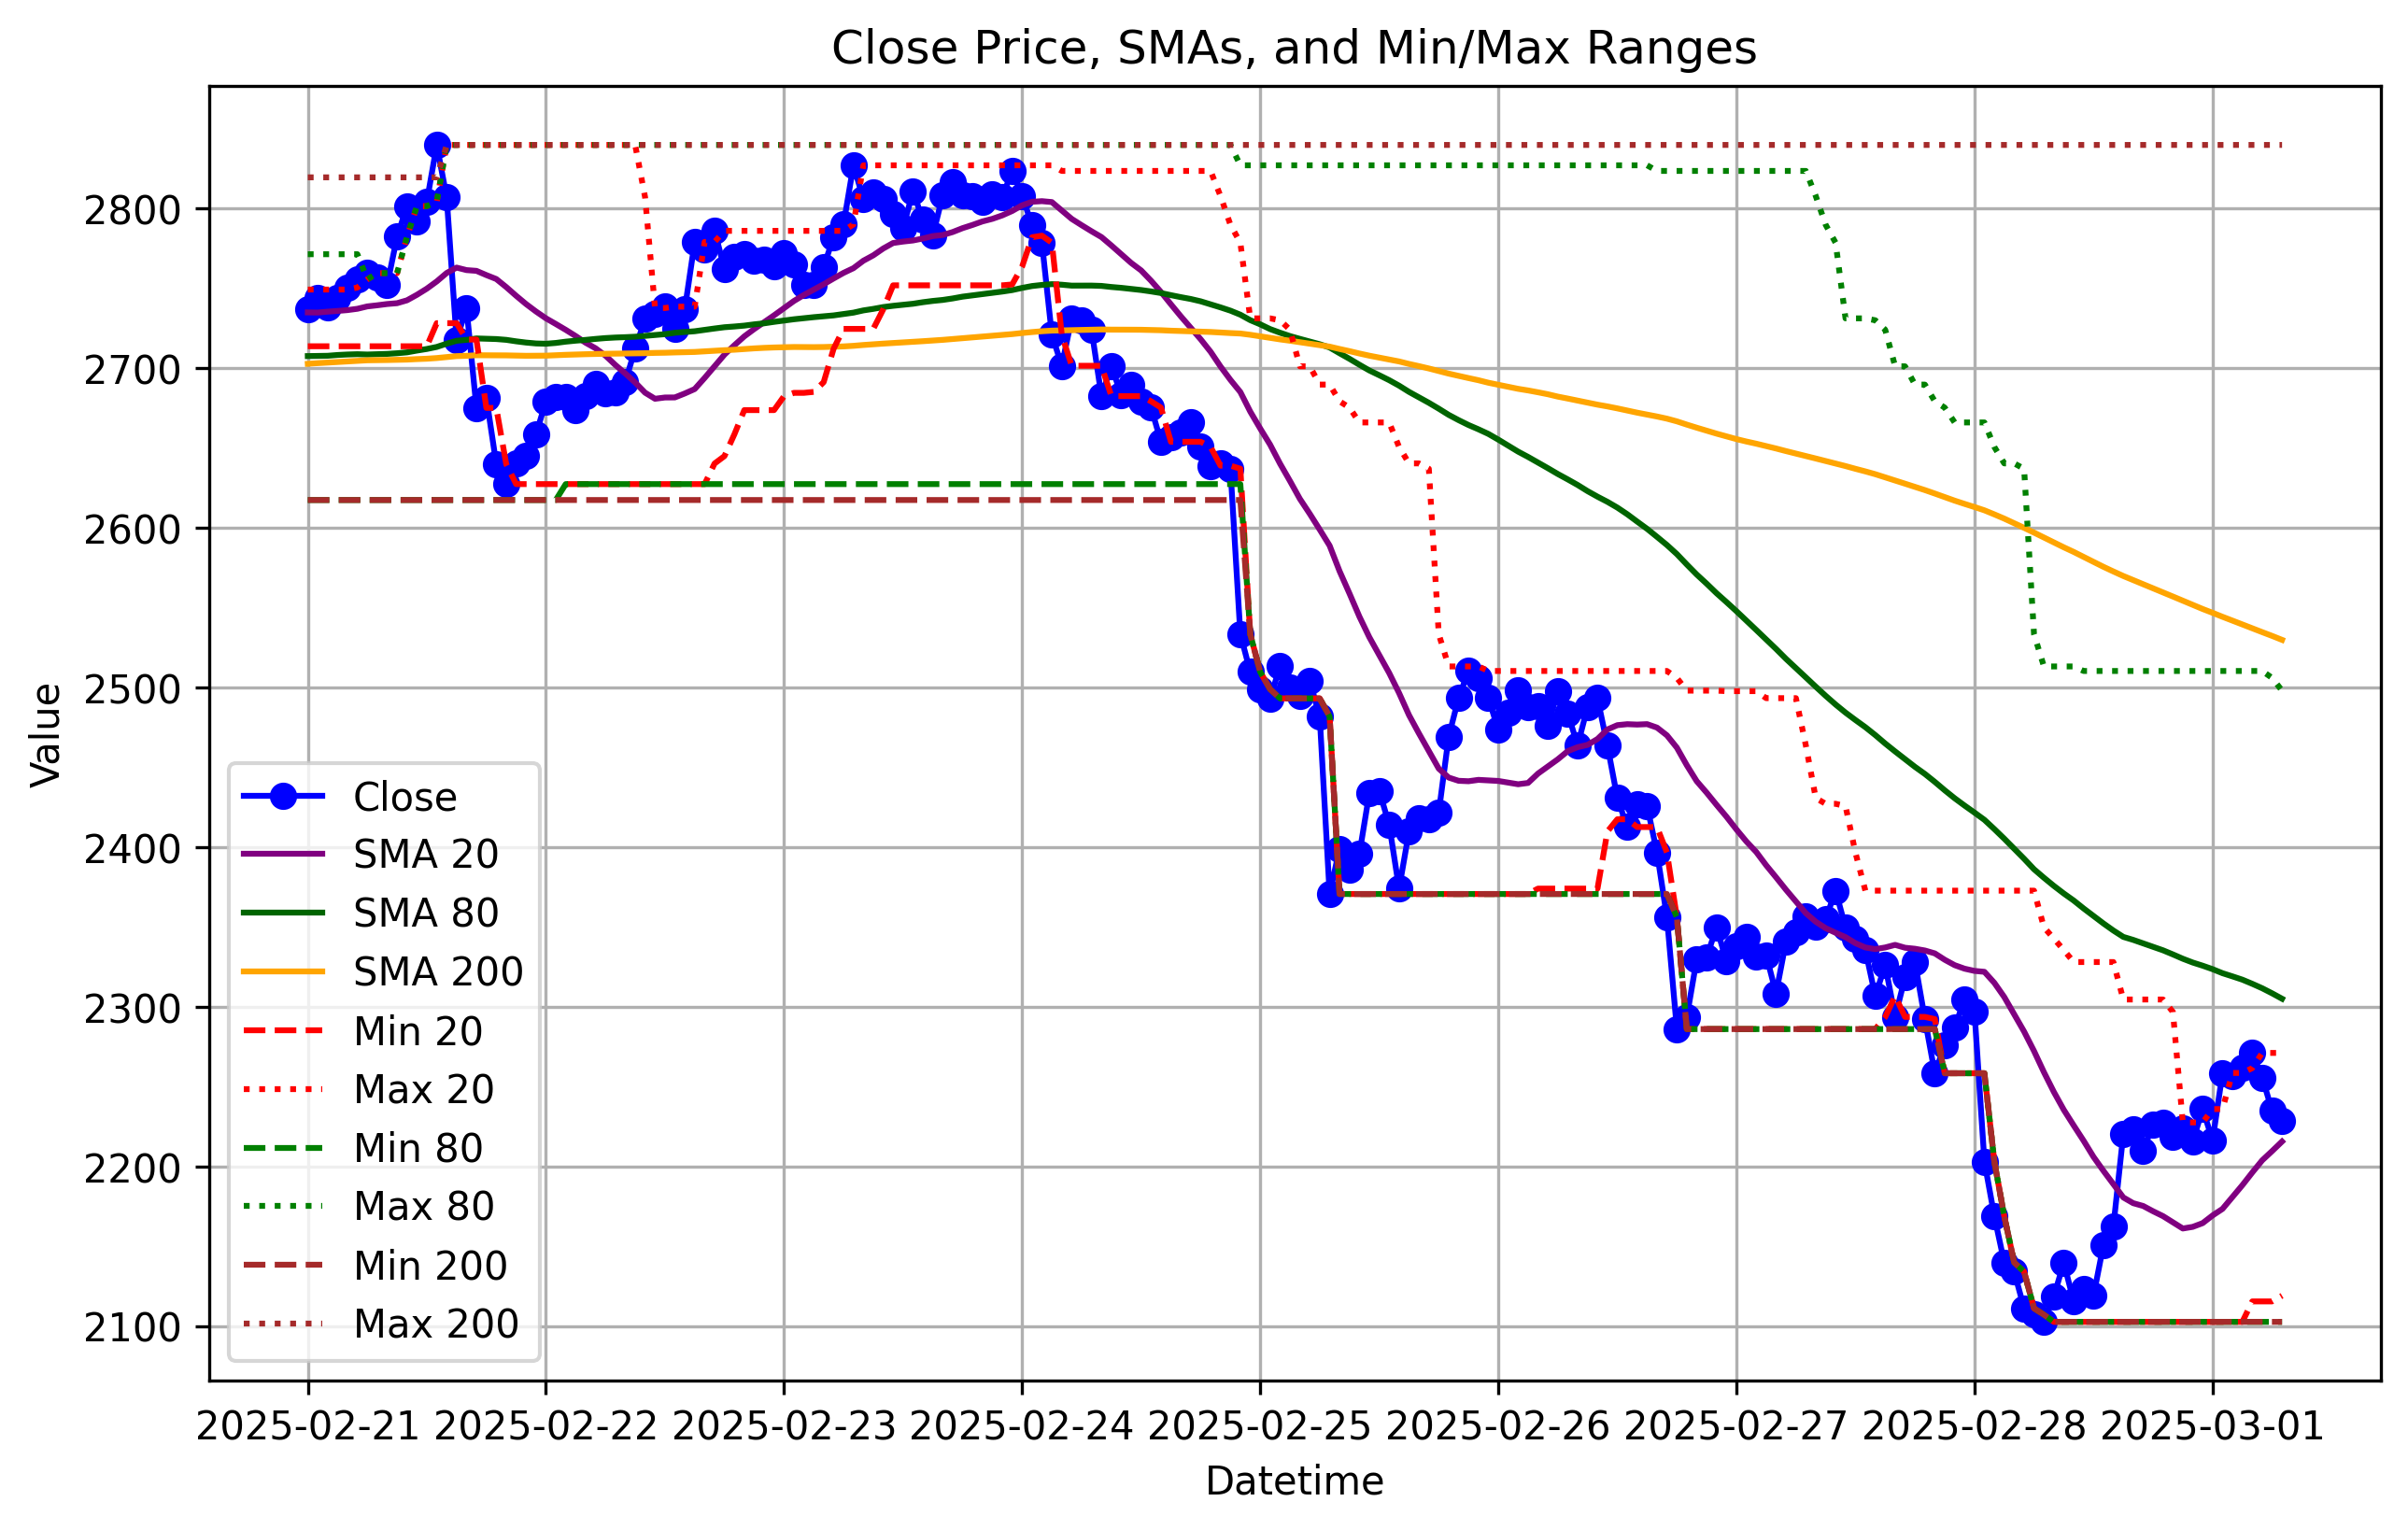 Close Price, SMAs, and Min/Max Ranges
Value
2800
2700
2600
2500
2400
2300
2200
2100
Close
SMA 20
SMA 80
SMA 200
Min 20
Max 20
Min 80
Max 80
Min 200
Max 200
2025-02-21 2025-02-22 2025-02-23 2025-02-24 2025-02-25 2025-02-26 2025-02-27 2025-02-28 2025-03-01
Datetime